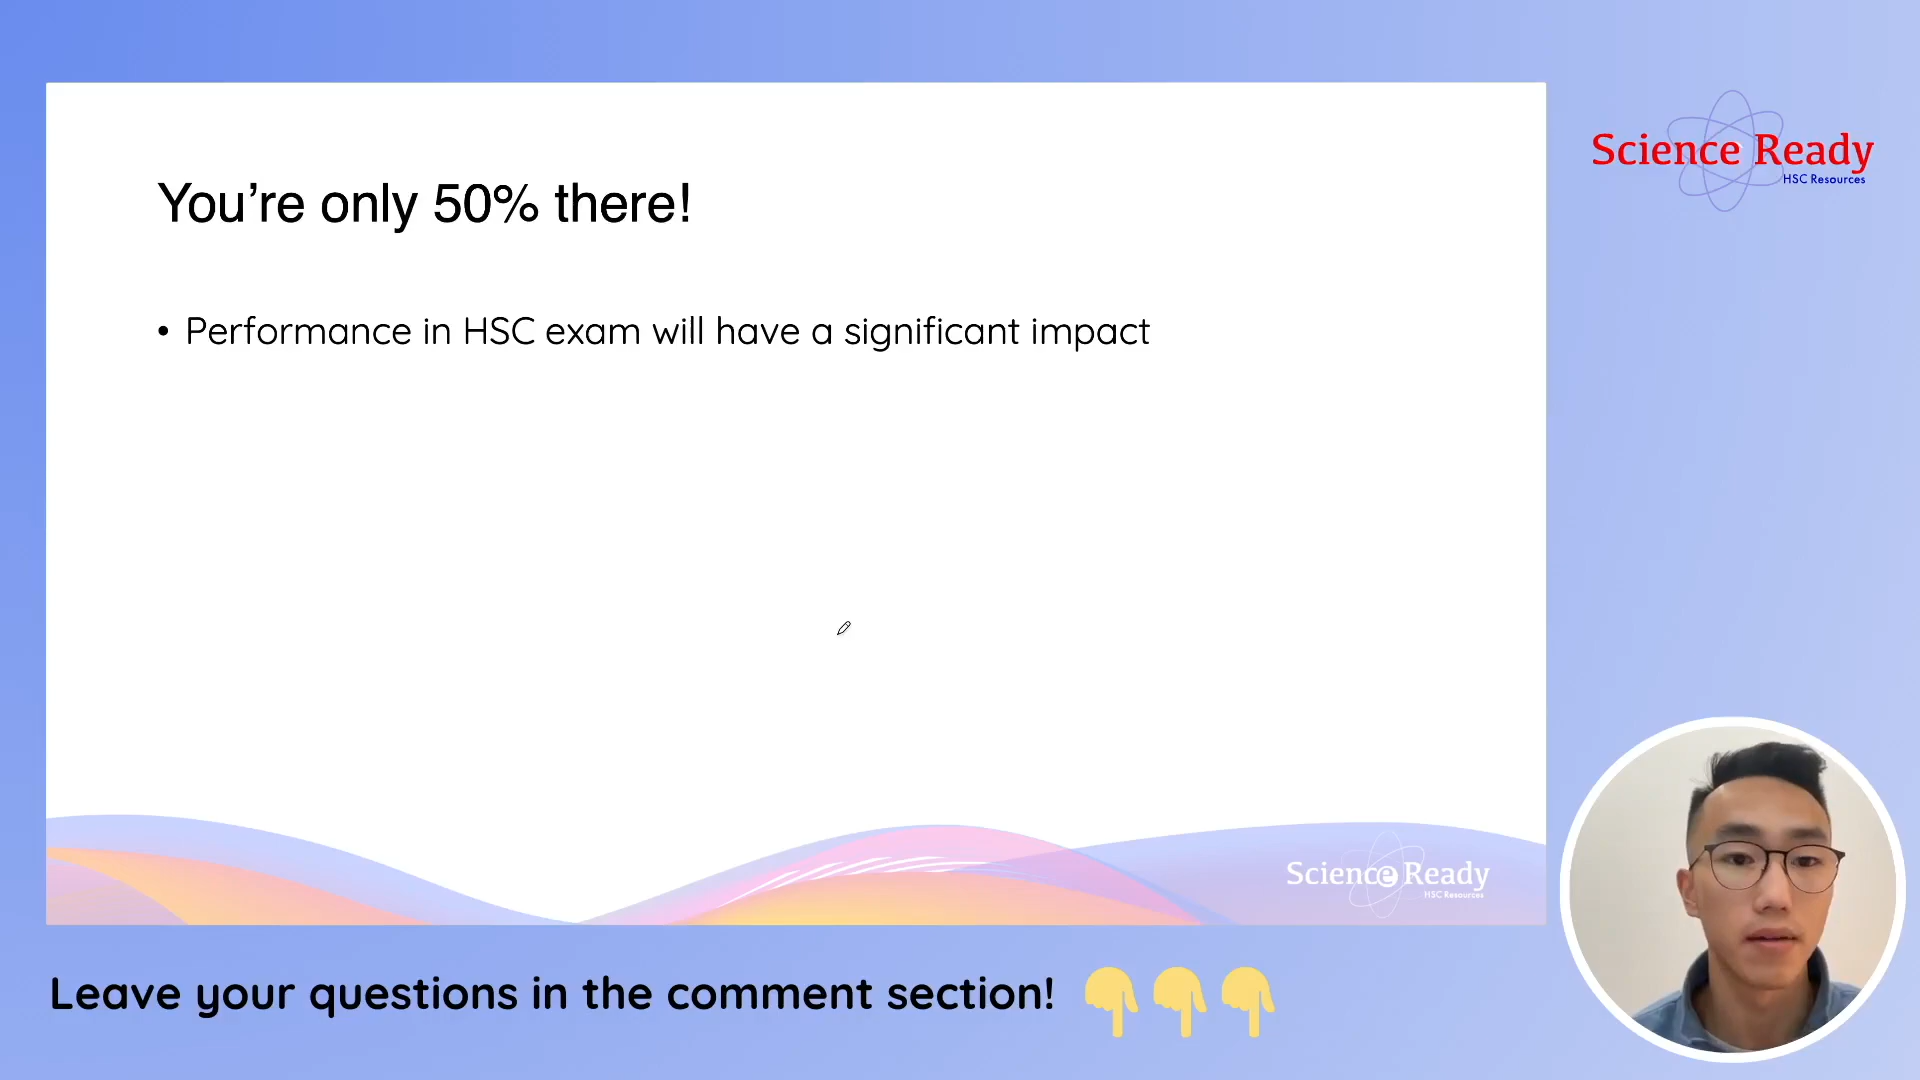 Science Ready
HSC Resources
You're only 50% there!
• Performance in HSC exam will have a significant impact
Science Ready
HSC Resources
Leave your questions in the comment section!